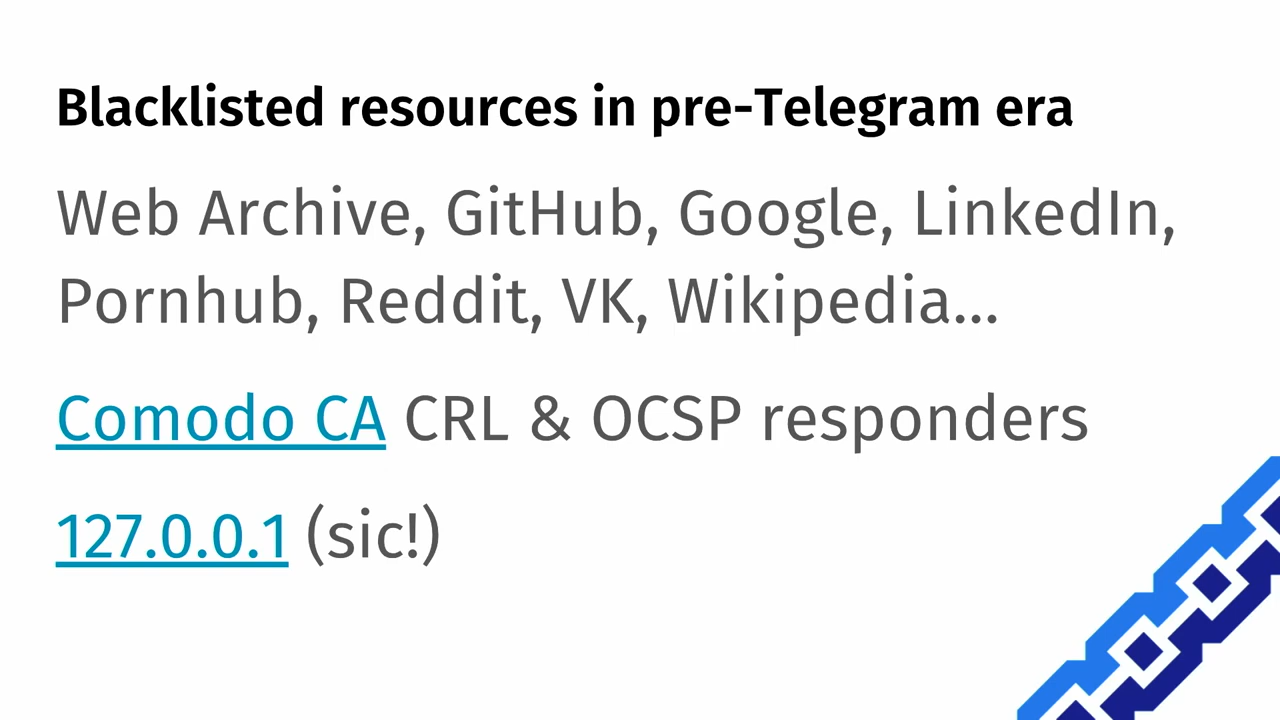 Blacklisted resources in pre-Telegram era
Web Archive, GitHub, Google, LinkedIn,
Pornhub, Reddit, VK, Wikipedia...
Comodo CA CRL & OCSP responders
127.0.0.1 (sic!)